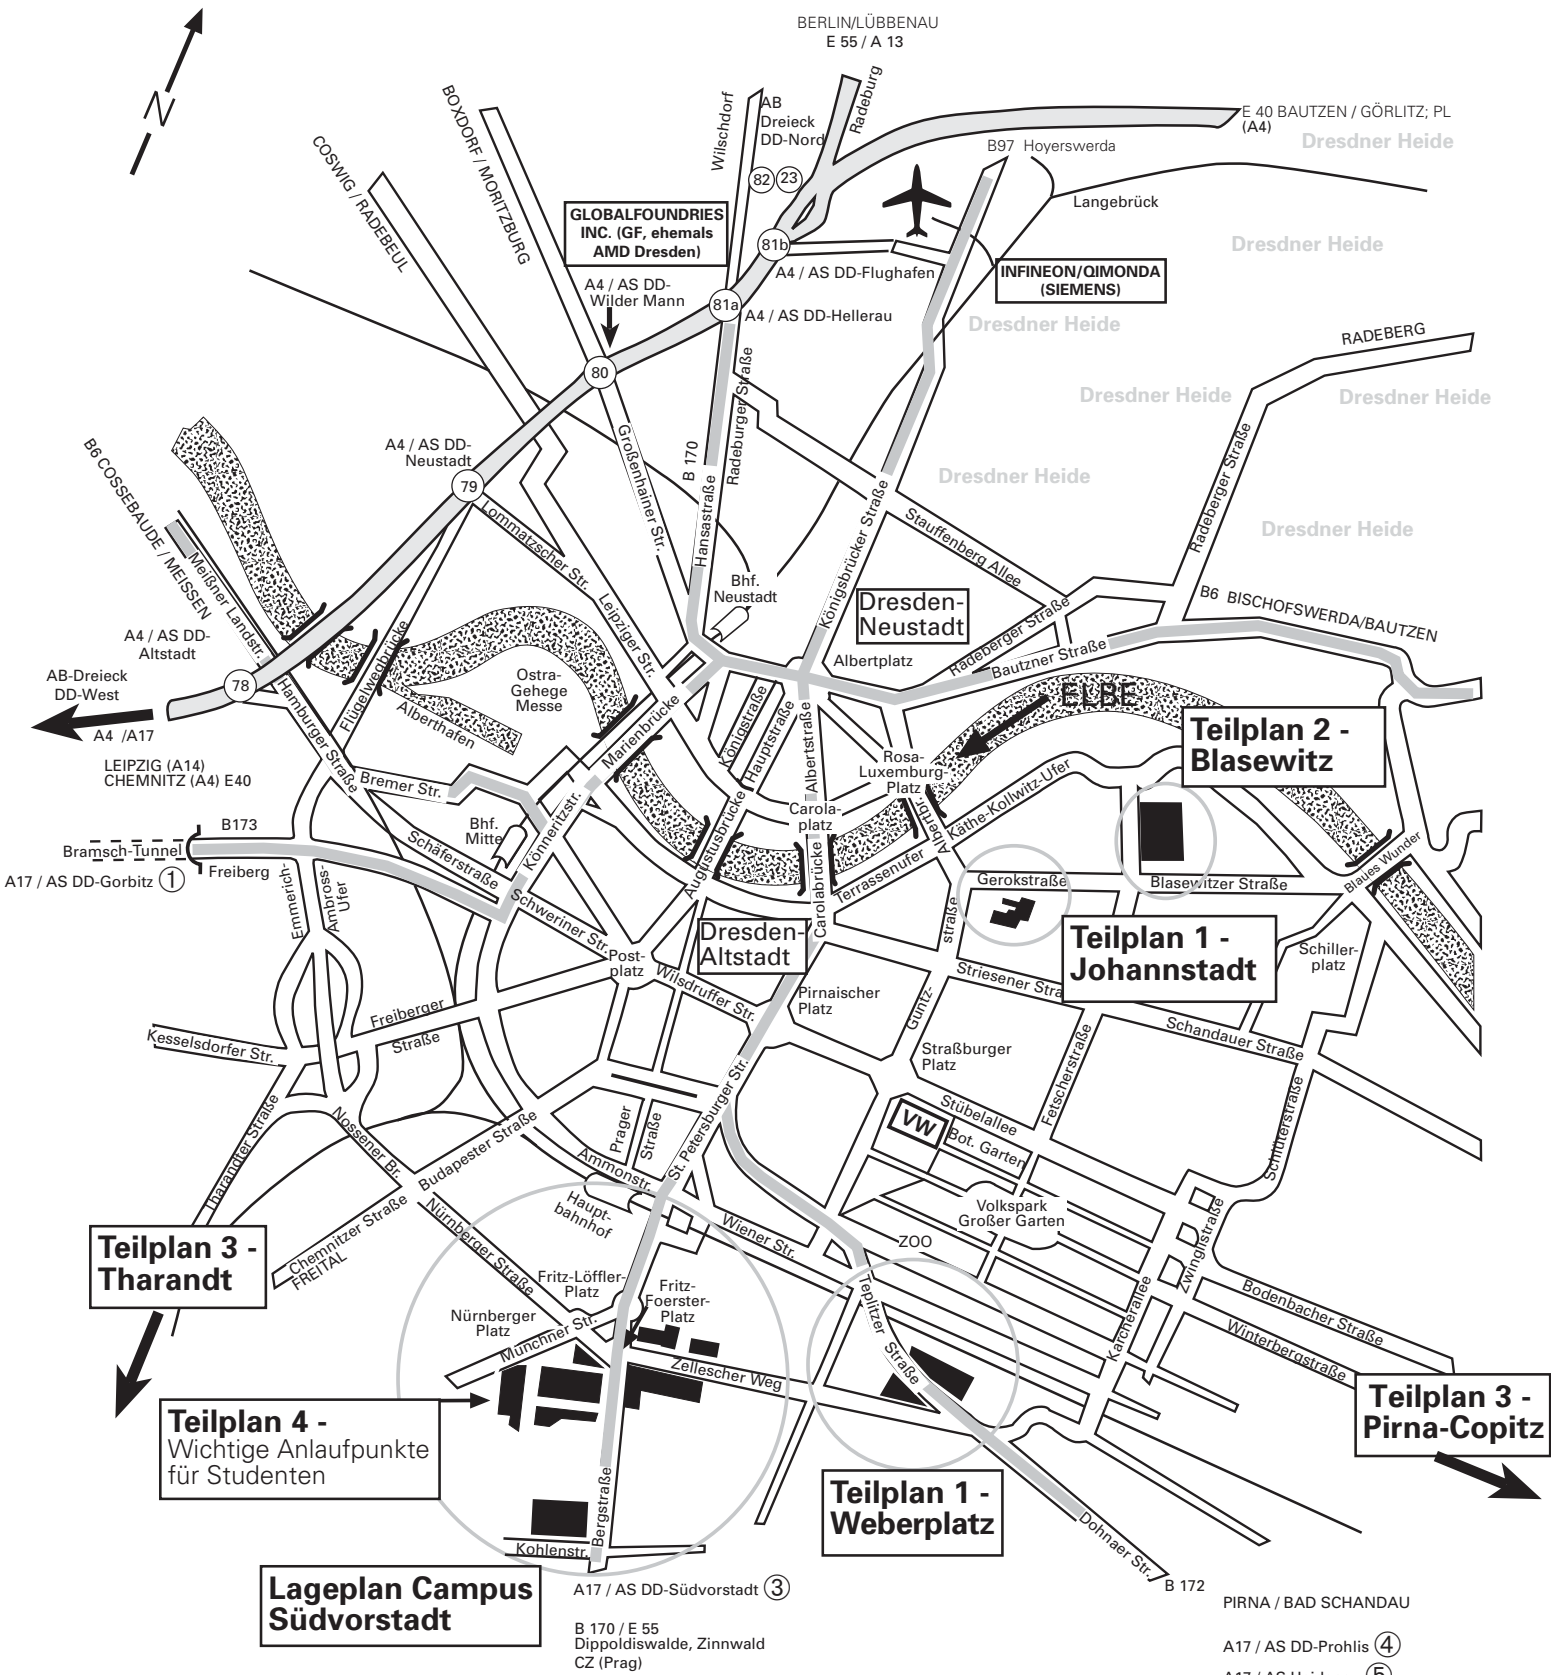 BERLIN/LÜBBENAU
E 55 / A 13
N
Radeburg
Wilschdorf
AB
Dreieck
DD-Nord
82
23
E 40 BAUTZEN / GÖRLITZ; PL
(A4)
Dresdner Heide
B97 Hoyerswerda
Langebrück
Dresdner Heide
BOXDORF / MORITZBURG
COSWIG / RADEBEUL
GLOBALFOUNDRIES
INC. (GF, ehemals
AMD Dresden)
81b
A4 / AS DD-Flughafen
INFINEON/QIMONDA
(SIEMENS)
A4 / AS DD-
Wilder Mann
81a
A4 / AS DD-Hellerau
Dresdner Heide
RADEBERG
80
Radeburger Straße
Dresdner Heide
Dresdner Heide
B6 COSSEBAUDE / MEISSEN
A4 / AS DD-
Neustadt
79
Großenhainer Str.
B 170
Hansastraße
Königsbrücker Straße
Dresdner Heide
Radeberger Straße
Dresdner Heide
Stauffenberg Allee
Lommatzscher Str.
Meißner Landstr.
Leipziger Str.
Bhf.
Neustadt
Dresden-
Neustadt
Radeberger Straße
B6 BISCHOFSWERDA/BAUTZEN
Bautzner Straße
Albertplatz
A4 / AS DD-
Altstadt
AB-Dreieck
DD-West
78
A4 /A17
LEIPZIG (A14)
CHEMNITZ (A4) E40
Hamburger Straße
Flügelwegbrücke
Alberthafen
Ostra-
Gehege
Messe
Marienbrücke
Königstraße
Hauptstraße
Albertstraße
ELBE
Teilplan 2 -
Blasewitz
Rosa-
Luxemburg-
Platz
Käthe-Kollwitz-Ufer
Bremer Str.
Carola-
platz
Albertbr.
B173
Bramsch-Tunnel
A17 / AS DD-Gorbitz 1
Freiberg
Bhf.
Mitte
Könneritzstr.
Schäferstraße
Augustusbrücke
Carolabrücke
Terrassenufer
Gerokstraße
Blasewitzer Straße
Blaues Wunder
Emmerich-
Ambross-
Ufer
Schweriner Str.
Post-
platz
Wilsdruffer Str.
Dresden-
Altstadt
straße
Teilplan 1 -
Johannstadt
Schiller-
platz
Striesener Stra
Pirnaischer
Platz
Güntz-
Freiberger
Straße
Kesselsdorfer Str.
Schandauer Straße
Straßburger
Platz
Fetscherstraße
Schlüterstraße
Stübelallee
VW
Bot. Garten
St. Petersburger Str.
Prager
Straße
Tharandter Straße
Nossener Br.
Budapester Straße
Ammonstr.
St. Petersburger Str.
Haupt-
bahnhof
Volkspark
Großer Garten
ZOO
Zwinglistraße
Wiener Str.
Chemnitzer Straße
FREITAL
Nürnberger Straße
Teilplan 3 -
Tharandt
Fritz-Löffler-
Platz
Fritz-
Foerster-
Platz
Nürnberger
Platz
Münchner Str.
Zellescher Weg
Teplitzer Straße
Karcherallee
Bodenbacher Straße
Winterbergstraße
Teilplan 3 -
Pirna-Copitz
Teilplan 4 -
Wichtige Anlaufpunkte
für Studenten
Teilplan 1 -
Weberplatz
Bergstraße
Kohlenstr.
Dohnaer Str.
B 172
Lageplan Campus
Südvorstadt
A17 / AS DD-Südvorstadt 3
B 170 / E 55
Dippoldiswalde, Zinnwald
CZ (Prag)
PIRNA / BAD SCHANDAU
A17 / AS DD-Prohlis 4